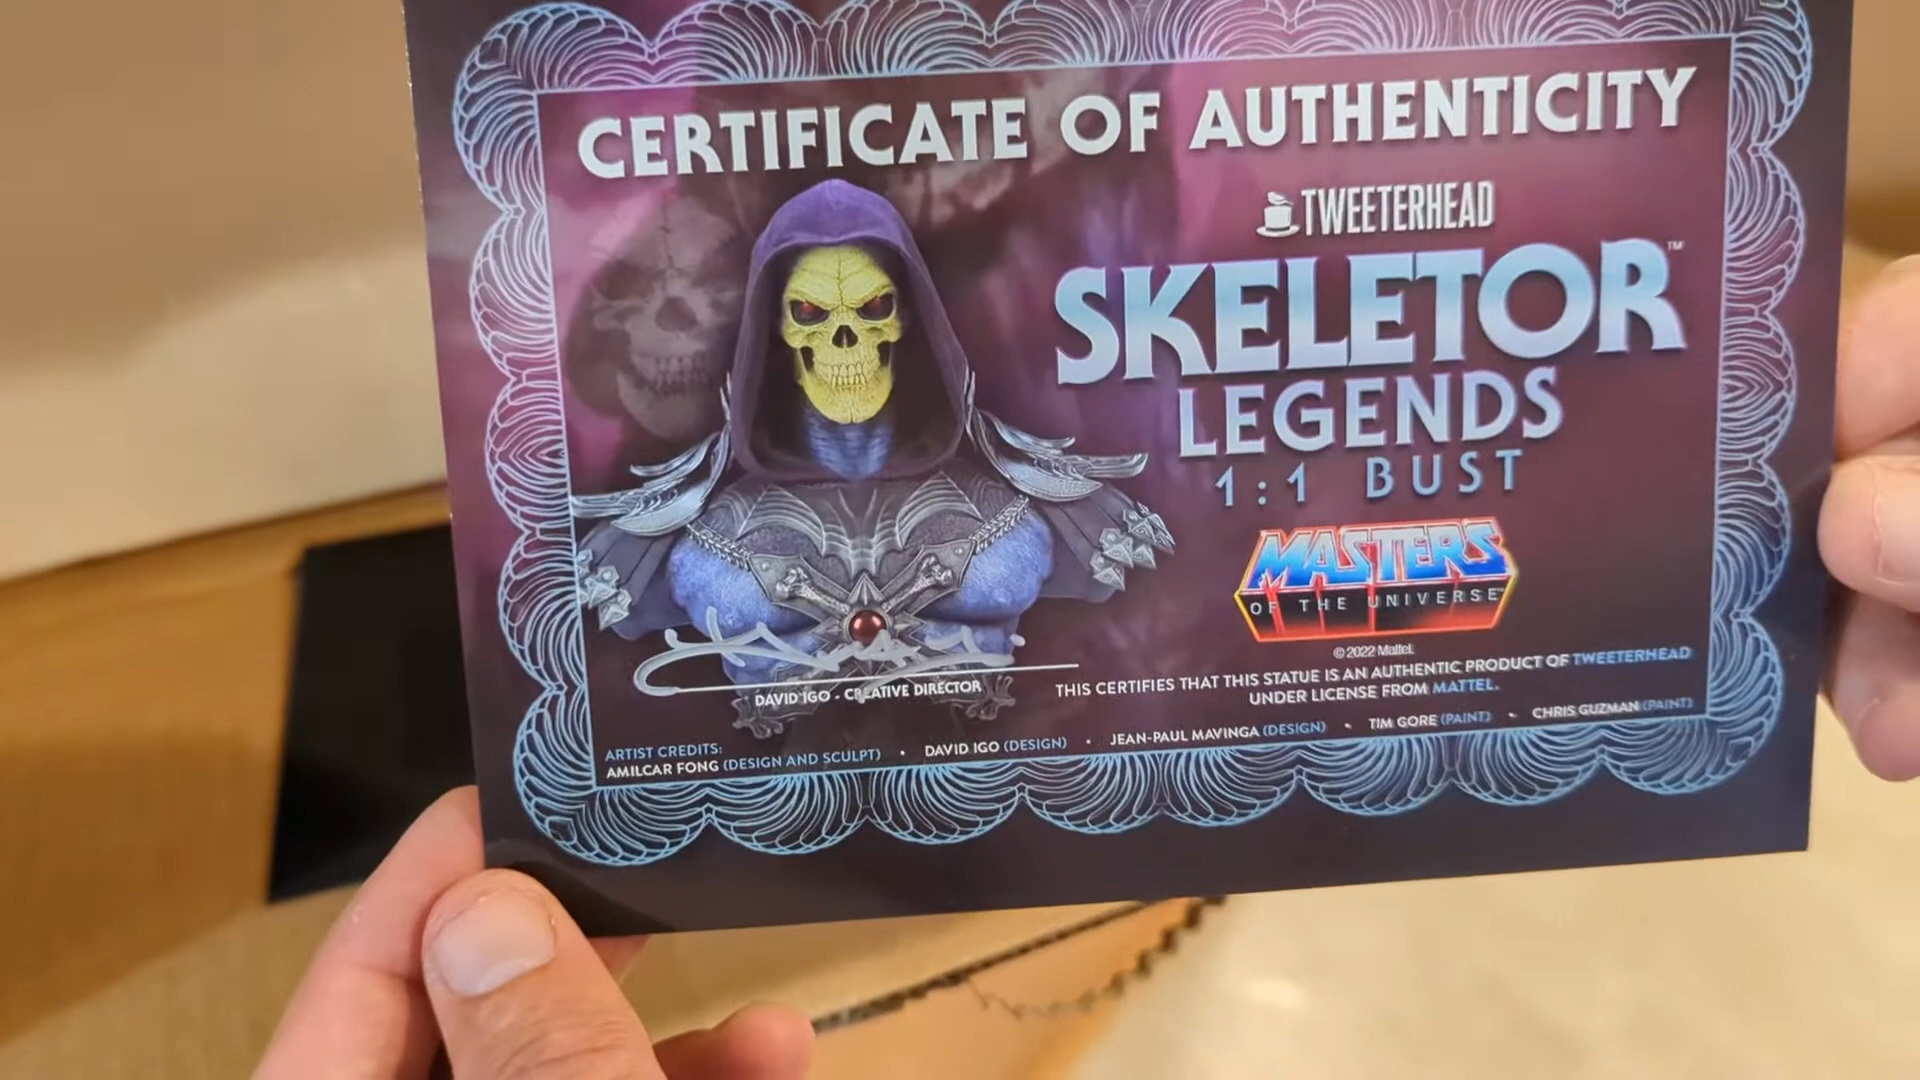 CERTIFICATE OF AUTHENTICITY
TWEETERHEAD
SKELETOR™
LEGENDS
1:1 BUST
MASTERS
OF THE UNIVERSE
© 2022 Mattel.
THIS CERTIFIES THAT THIS STATUE IS AN AUTHENTIC PRODUCT OF TWEETERHEAD
UNDER LICENSE FROM MATTEL.
DAVID IGO - CREATIVE DIRECTOR
ARTIST CREDITS:
AMILCAR FONG (DESIGN AND SCULPT) • DAVID IGO (DESIGN) • JEAN-PAUL MAVINGA (DESIGN) • TIM GORE (PAINT) • CHRIS GUZMAN (PAINT)